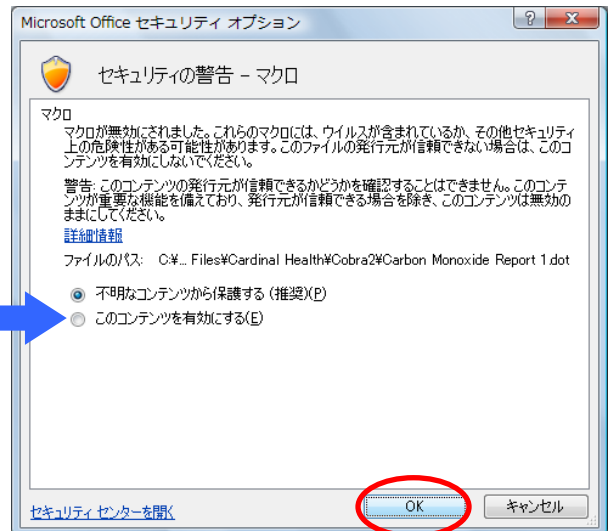 Microsoft Office セキュリティ オプション
セキュリティの警告 - マクロ
マクロ
マクロが無効にされました。これらのマクロには、ウイルスが含まれているか、その他セキュリティ
上の危険性がある可能性があります。このファイルの発行元が信頼できない場合は、このコ
ンテンツを有効にしないでください。
警告: このコンテンツの発行元が信頼できるかどうかを確認することはできません。このコンテ
ンツが重要な機能を備えており、発行元が信頼できる場合を除き、このコンテンツは無効の
ままにしてください。
詳細情報
ファイルのパス: C:¥... Files¥Cardinal Health¥Cobra2¥Carbon Monoxide Report 1.dot
不明なコンテンツから保護する (推奨)(P)
このコンテンツを有効にする(E)
セキュリティ センターを開く
OK
キャンセル